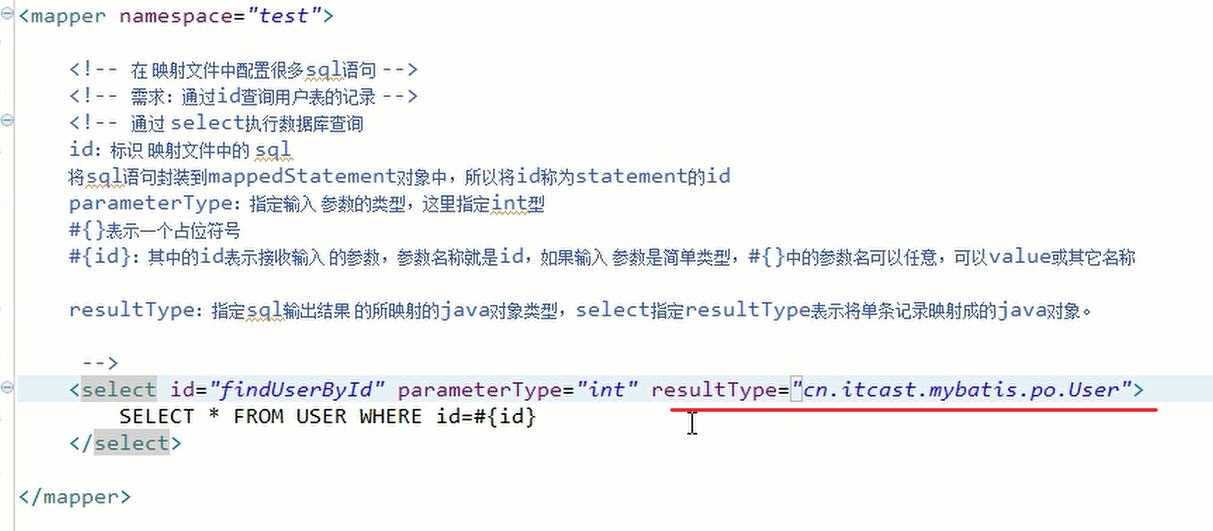 <mapper namespace="test">
<!-- 在 映射文件中配置很多sql语句 -->
<!-- 需求：通过id查询用户表的记录 -->
<!-- 通过 select执行数据库查询
id：标识 映射文件中的 sql
将sql语句封装到mappedStatement对象中，所以将id称为statement的id
parameterType：指定输入 参数的类型，这里指定int型
#{}表示一个占位符号
#{id}：其中的id表示接收输入 的参数，参数名称就是id，如果输入 参数是简单类型，#{}中的参数名可以任意，可以value或其它名称
resultType：指定sql输出结果 的所映射的java对象类型，select指定resultType表示将单条记录映射成的java对象。
-->
<select id="findUserById" parameterType="int" resultType="cn.itcast.mybatis.po.User">
SELECT * FROM USER WHERE id=#{id}
</select>
</mapper>